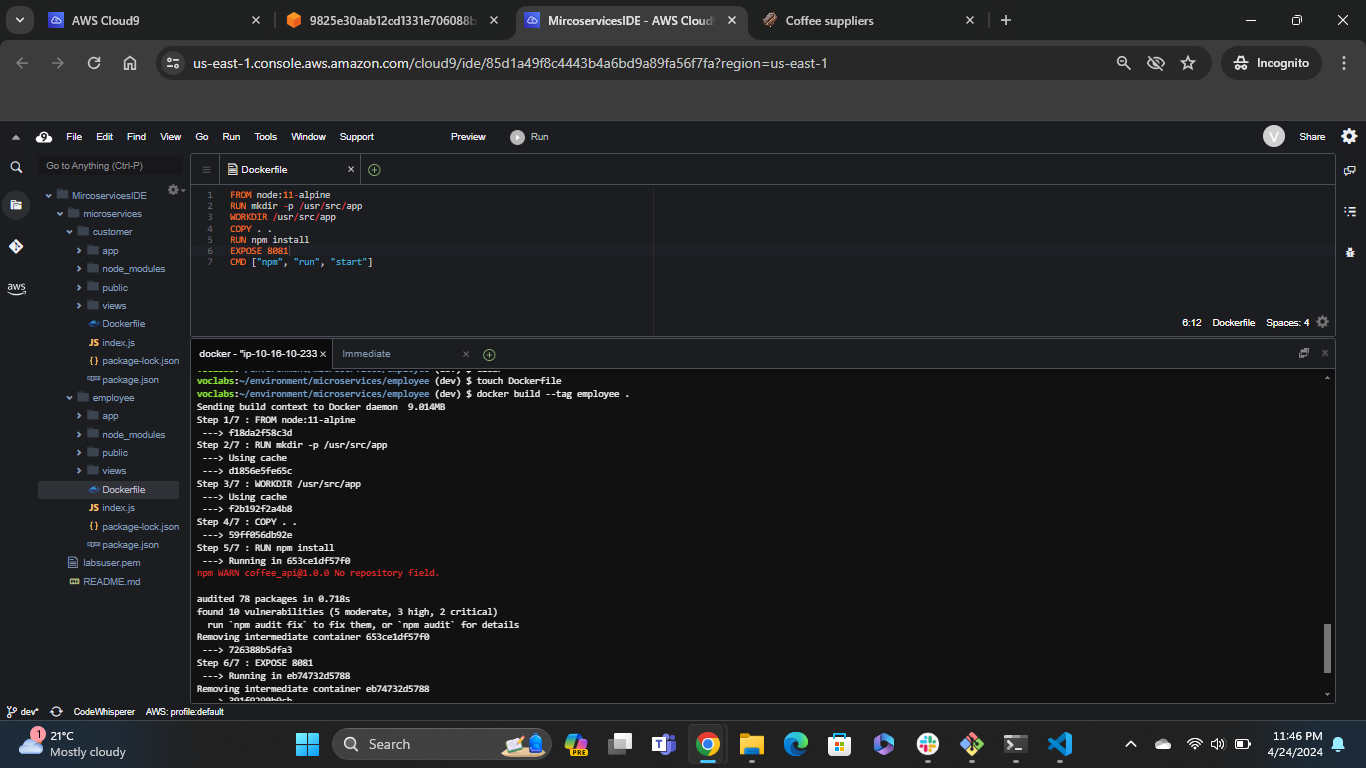 AWS Cloud9
9825e30aab12cd1331e706088b
MircoservicesIDE - AWS Cloud9
Coffee suppliers
us-east-1.console.aws.amazon.com/cloud9/ide/85d1a49f8c4443b4a6bd9a89fa56f7fa?region=us-east-1
Incognito
9 File Edit Find View Go Run Tools Window Support Preview Run V Share
Go to Anything (Ctrl-P)
MircoservicesIDE
microservices
customer
app
node_modules
public
views
Dockerfile
JS index.js
{} package-lock.json
package.json
employee
app
node_modules
public
views
Dockerfile
JS index.js
{} package-lock.json
package.json
labsuser.pem
README.md
aws
Dockerfile
1 FROM node:11-alpine
2 RUN mkdir -p /usr/src/app
3 WORKDIR /usr/src/app
4 COPY . .
5 RUN npm install
6 EXPOSE 8081
7 CMD ["npm", "run", "start"]
6:12 Dockerfile Spaces: 4
docker - "ip-10-16-10-233
Immediate
voclabs:~/environment/microservices/employee (dev) $ touch Dockerfile
voclabs:~/environment/microservices/employee (dev) $ docker build --tag employee .
Sending build context to Docker daemon 9.014MB
Step 1/7 : FROM node:11-alpine
---> f18da2f58c3d
Step 2/7 : RUN mkdir -p /usr/src/app
---> Using cache
---> d1856e5fe65c
Step 3/7 : WORKDIR /usr/src/app
---> Using cache
---> f2b192f2a4b8
Step 4/7 : COPY . .
---> 59ff056db92e
Step 5/7 : RUN npm install
---> Running in 653ce1df57f0
npm WARN coffee_api@1.0.0 No repository field.
audited 78 packages in 0.718s
found 10 vulnerabilities (5 moderate, 3 high, 2 critical)
run `npm audit fix` to fix them, or `npm audit` for details
Removing intermediate container 653ce1df57f0
---> 726388b5dfa3
Step 6/7 : EXPOSE 8081
---> Running in eb74732d5788
Removing intermediate container eb74732d5788
dev* CodeWhisperer AWS: profile:default
1
21°C
Mostly cloudy
Search
PRE
11:46 PM
4/24/2024